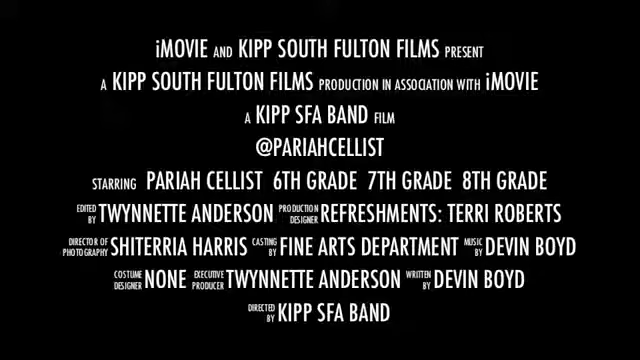 iMOVIE AND KIPP SOUTH FULTON FILMS PRESENT
A KIPP SOUTH FULTON FILMS PRODUCTION IN ASSOCIATION WITH iMOVIE
A KIPP SFA BAND FILM
@PARIAHCELLIST
STARRING PARIAH CELLIST 6TH GRADE 7TH GRADE 8TH GRADE
EDITED BY TWYNNETTE ANDERSON PRODUCTION DESIGNER REFRESHMENTS: TERRI ROBERTS
DIRECTOR OF PHOTOGRAPHY SHITERRIA HARRIS CASTING BY FINE ARTS DEPARTMENT MUSIC BY DEVIN BOYD
COSTUME DESIGNER NONE EXECUTIVE PRODUCER TWYNNETTE ANDERSON WRITTEN BY DEVIN BOYD
DIRECTED BY KIPP SFA BAND